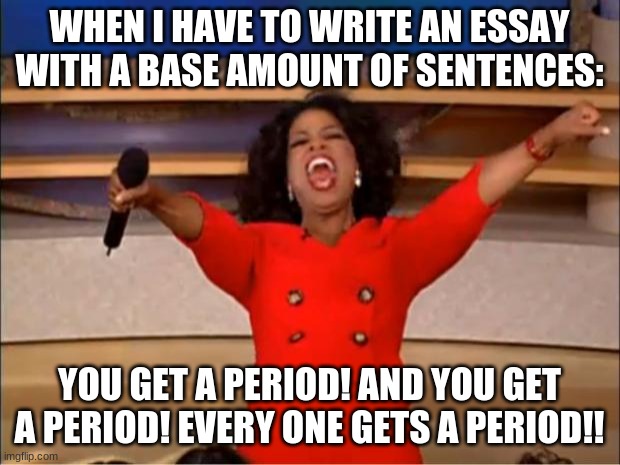 WHEN I HAVE TO WRITE AN ESSAY
WITH A BASE AMOUNT OF SENTENCES:
YOU GET A PERIOD! AND YOU GET
A PERIOD! EVERY ONE GETS A PERIOD!!
imgflip.com